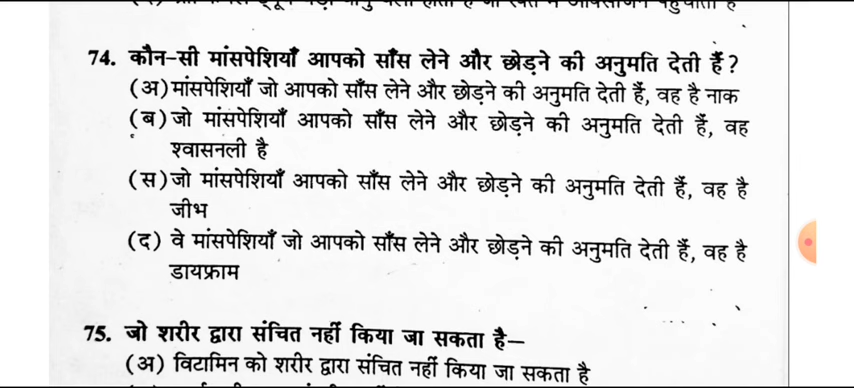 74. कौन-सी मांसपेशियाँ आपको साँस लेने और छोड़ने की अनुमति देती हैं?
(अ) मांसपेशियाँ जो आपको साँस लेने और छोड़ने की अनुमति देती हैं, वह है नाक
(ब) जो मांसपेशियाँ आपको साँस लेने और छोड़ने की अनुमति देती हैं, वह
श्वासनली है
(स) जो मांसपेशियाँ आपको साँस लेने और छोड़ने की अनुमति देती हैं, वह है
जीभ
(द) वे मांसपेशियाँ जो आपको साँस लेने और छोड़ने की अनुमति देती हैं, वह है
डायफ्राम
75. जो शरीर द्वारा संचित नहीं किया जा सकता है—
(अ) विटामिन को शरीर द्वारा संचित नहीं किया जा सकता है